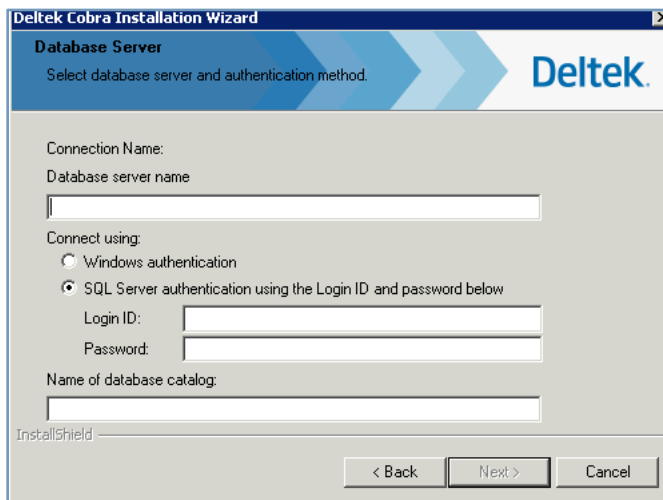 Deltek Cobra Installation Wizard
Database Server
Select database server and authentication method.
Deltek.
Connection Name:
Database server name
Connect using:
Windows authentication
SQL Server authentication using the Login ID and password below
Login ID:
Password:
Name of database catalog:
InstallShield
< Back
Next >
Cancel